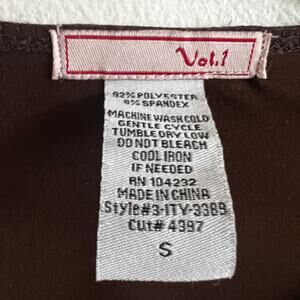 Vol.1
92% POLYESTER
8% SPANDEX
MACHINE WASH COLD
GENTLE CYCLE
TUMBLE DRY LOW
DO NOT BLEACH
COOL IRON
IF NEEDED
RN 104232
MADE IN CHINA
Style#3-ITY-3389
Cut# 4397
S